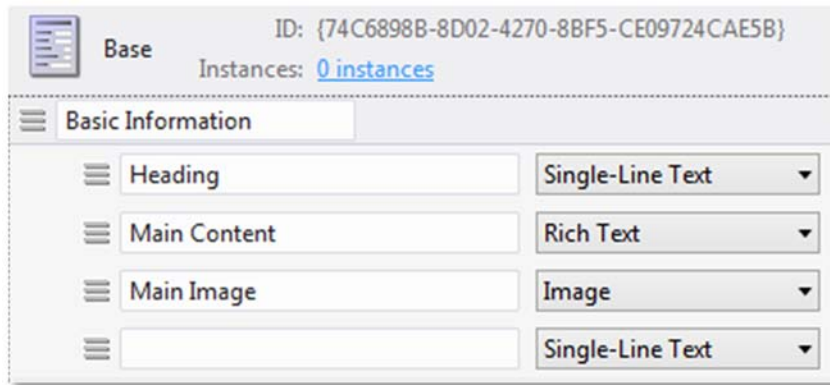 Base
ID: {74C6898B-8D02-4270-8BF5-CE09724CAE5B}
Instances: 0 instances
Basic Information
Heading Single-Line Text
Main Content Rich Text
Main Image Image
Single-Line Text